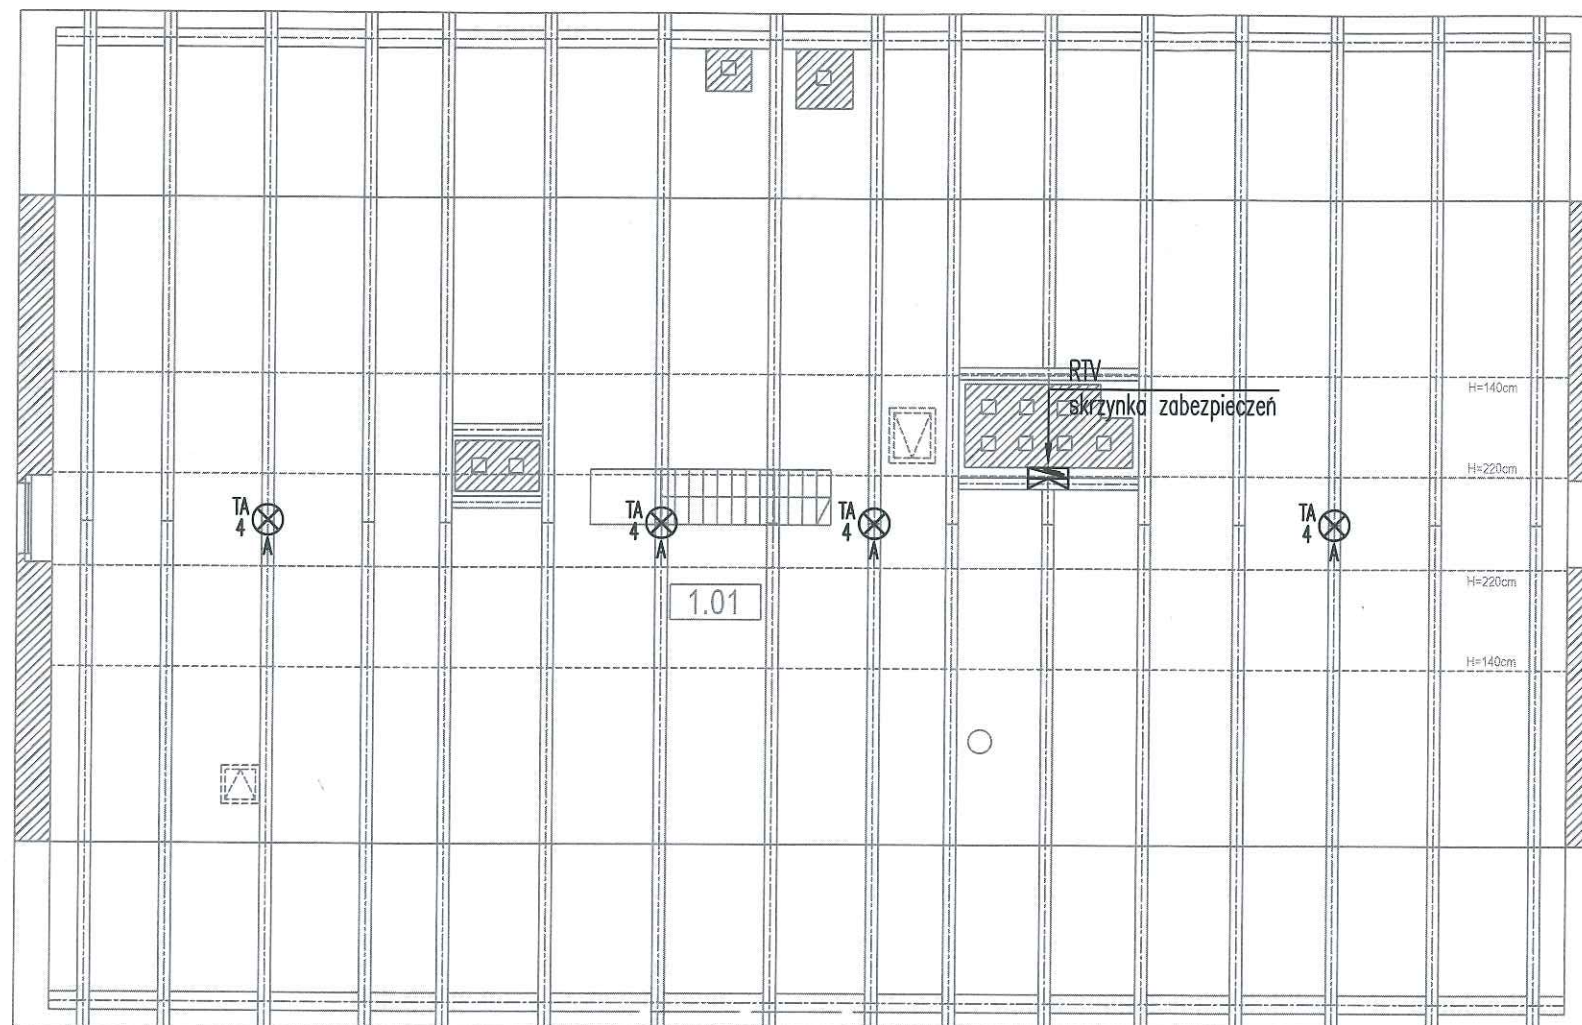 RTV
skrzynka zabezpieczeń
H=140cm
H=220cm
TA
4
A
TA
4
A
TA
4
A
TA
4
A
H=220cm
1.01
H=140cm